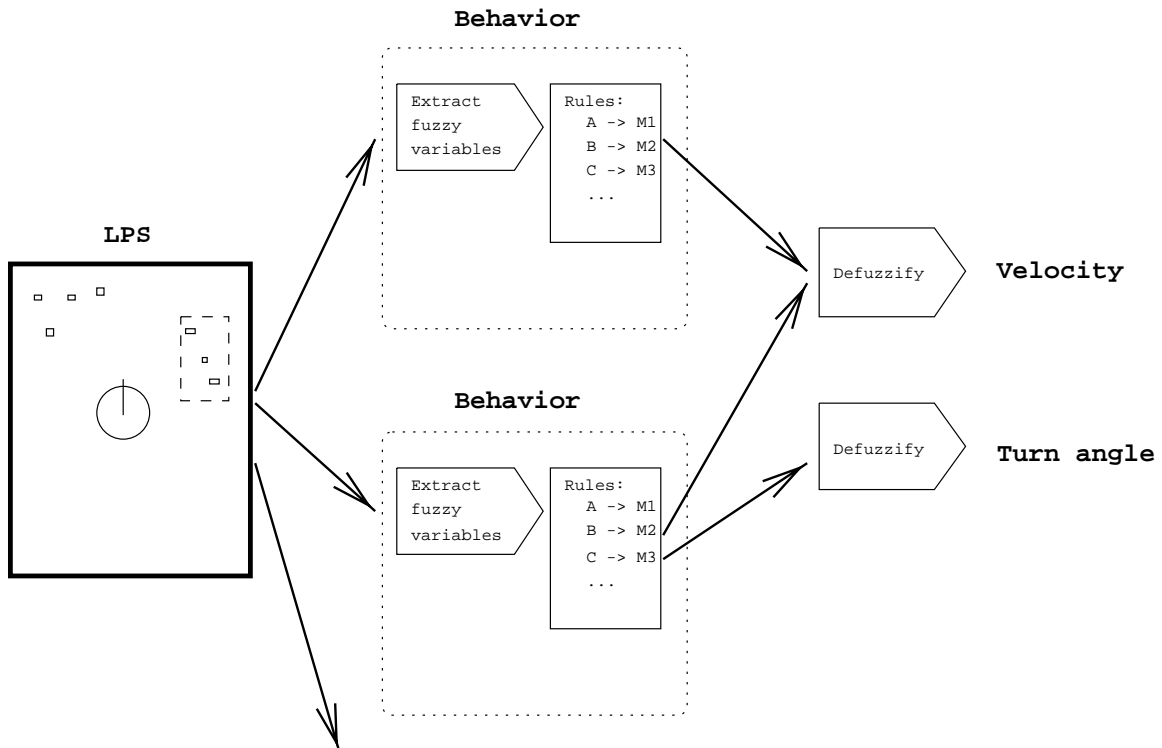 Behavior
Extract
fuzzy
variables
Rules:
A -> M1
B -> M2
C -> M3
...
LPS
Defuzzify
Velocity
Behavior
Extract
fuzzy
variables
Rules:
A -> M1
B -> M2
C -> M3
...
Defuzzify
Turn angle